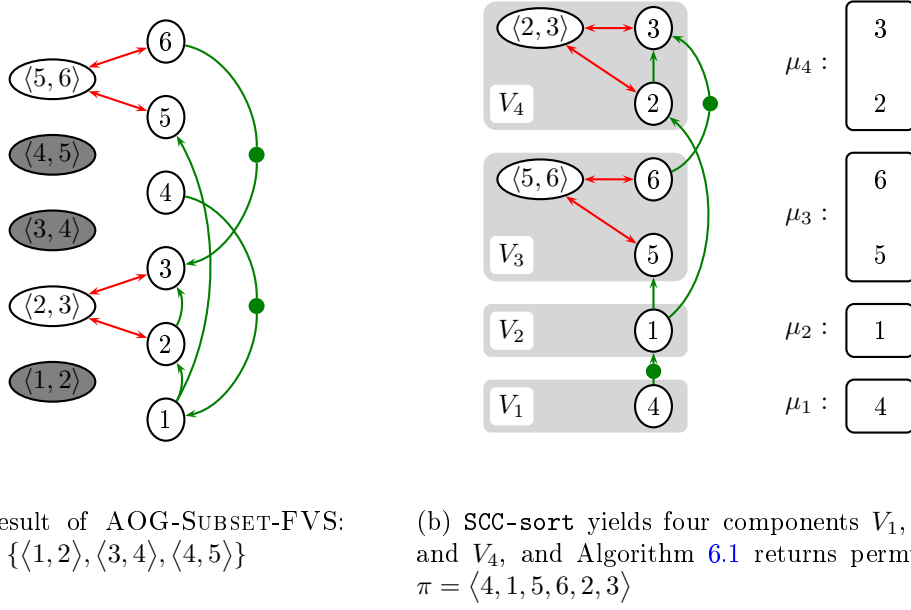 6
⟨5, 6⟩
5
⟨4, 5⟩
4
⟨3, 4⟩
3
⟨2, 3⟩
2
⟨1, 2⟩
1
⟨2, 3⟩ 3
V4 2
⟨5, 6⟩ 6
V3 5
V2 1
V1 4
μ4 : 3
2
μ3 : 6
5
μ2 : 1
μ1 : 4
result of AOG-SUBSET-FVS:
{⟨1, 2⟩, ⟨3, 4⟩, ⟨4, 5⟩}
(b) SCC-sort yields four components V1,
and V4, and Algorithm 6.1 returns perm
π = ⟨4, 1, 5, 6, 2, 3⟩